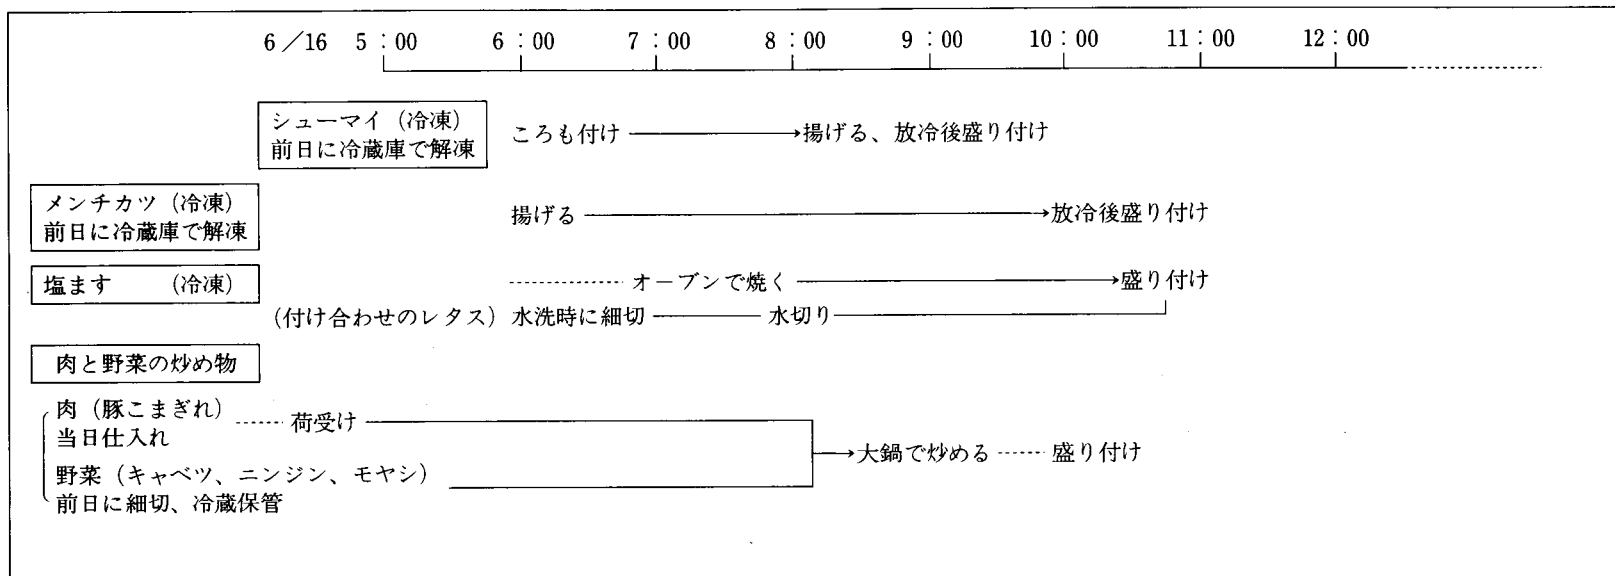 6／16 5：00 6：00 7：00 8：00 9：00 10：00 11：00 12：00
シューマイ（冷凍）
前日に冷蔵庫で解凍
ころも付け
揚げる、放冷後盛り付け
メンチカツ（冷凍）
前日に冷蔵庫で解凍
揚げる
放冷後盛り付け
塩ます （冷凍）
オーブンで焼く
盛り付け
（付け合わせのレタス）水洗時に細切
水切り
肉と野菜の炒め物
肉（豚こまぎれ）
当日仕入れ
荷受け
大鍋で炒める
盛り付け
野菜（キャベツ、ニンジン、モヤシ）
前日に細切、冷蔵保管